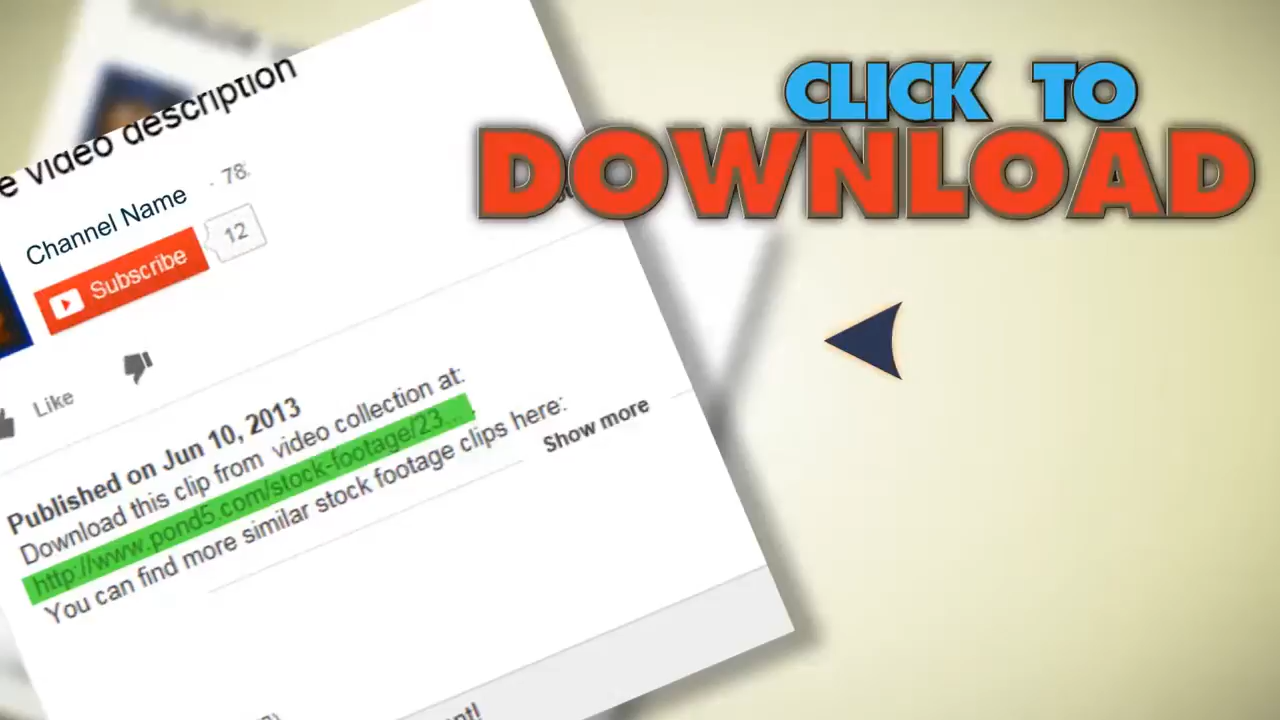 CLICK TO
DOWNLOAD
e video description
Channel Name
78
Subscribe
12
Like
Published on Jun 10, 2013
Download this clip from video collection at:
http://www.pond5.com/stock-footage/23...
You can find more similar stock footage clips here:
Show more